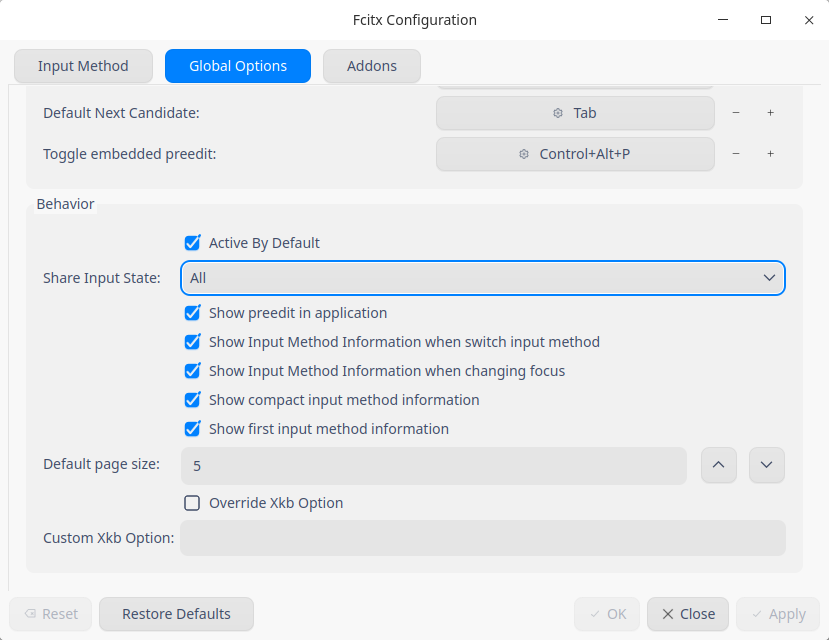 Fcitx Configuration
Input Method
Global Options
Addons
Default Next Candidate:
Tab
Toggle embedded preedit:
Control+Alt+P
Behavior
Active By Default
Share Input State:
All
Show preedit in application
Show Input Method Information when switch input method
Show Input Method Information when changing focus
Show compact input method information
Show first input method information
Default page size:
5
Override Xkb Option
Custom Xkb Option:
Reset
Restore Defaults
OK
Close
Apply